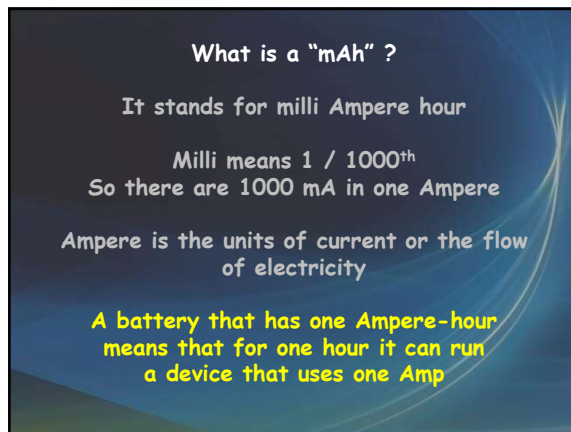 What is a “mAh” ?
It stands for milli Ampere hour
Milli means 1 / 1000th
So there are 1000 mA in one Ampere
Ampere is the units of current or the flow
of electricity
A battery that has one Ampere-hour
means that for one hour it can run
a device that uses one Amp